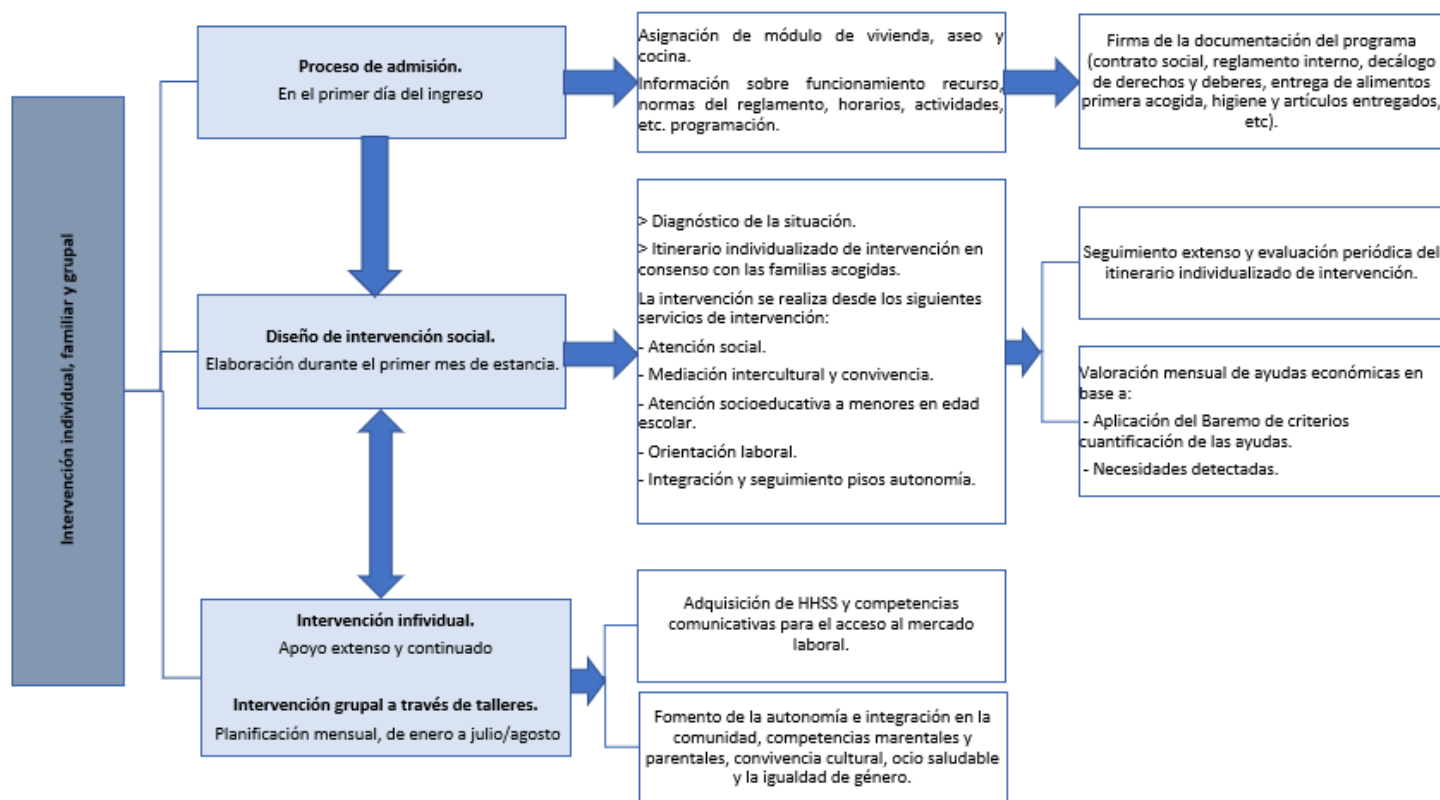 Intervención individual, familiar y grupal
Proceso de admisión.
En el primer día del ingreso
Asignación de módulo de vivienda, aseo y
cocina.
Información sobre funcionamiento recurso,
normas del reglamento, horarios, actividades,
etc. programación.
Firma de la documentación del programa
(contrato social, reglamento interno, decálogo
de derechos y deberes, entrega de alimentos
primera acogida, higiene y artículos entregados,
etc).
Diseño de intervención social.
Elaboración durante el primer mes de estancia.
> Diagnóstico de la situación.
> Itinerario individualizado de intervención en
consenso con las familias acogidas.
La intervención se realiza desde los siguientes
servicios de intervención:
- Atención social.
- Mediación intercultural y convivencia.
- Atención socioeducativa a menores en edad
escolar.
- Orientación laboral.
- Integración y seguimiento pisos autonomía.
Seguimiento extenso y evaluación periódica del
itinerario individualizado de intervención.
Valoración mensual de ayudas económicas en
base a:
- Aplicación del Baremo de criterios
cuantificación de las ayudas.
- Necesidades detectadas.
Intervención infividual.
Apoyo extenso y continuado
Intervención grupal a través de talleres.
Planificación mensual, de enero a julio/agosto
Adquisición de HHSS y competencias
comunicativas para el acceso al mercado
laboral.
Fomento de la autonomía e integración en la
comunidad, competencias marentales y
parentales, convivencia cultural, ocio saludable
y la igualdad de género.